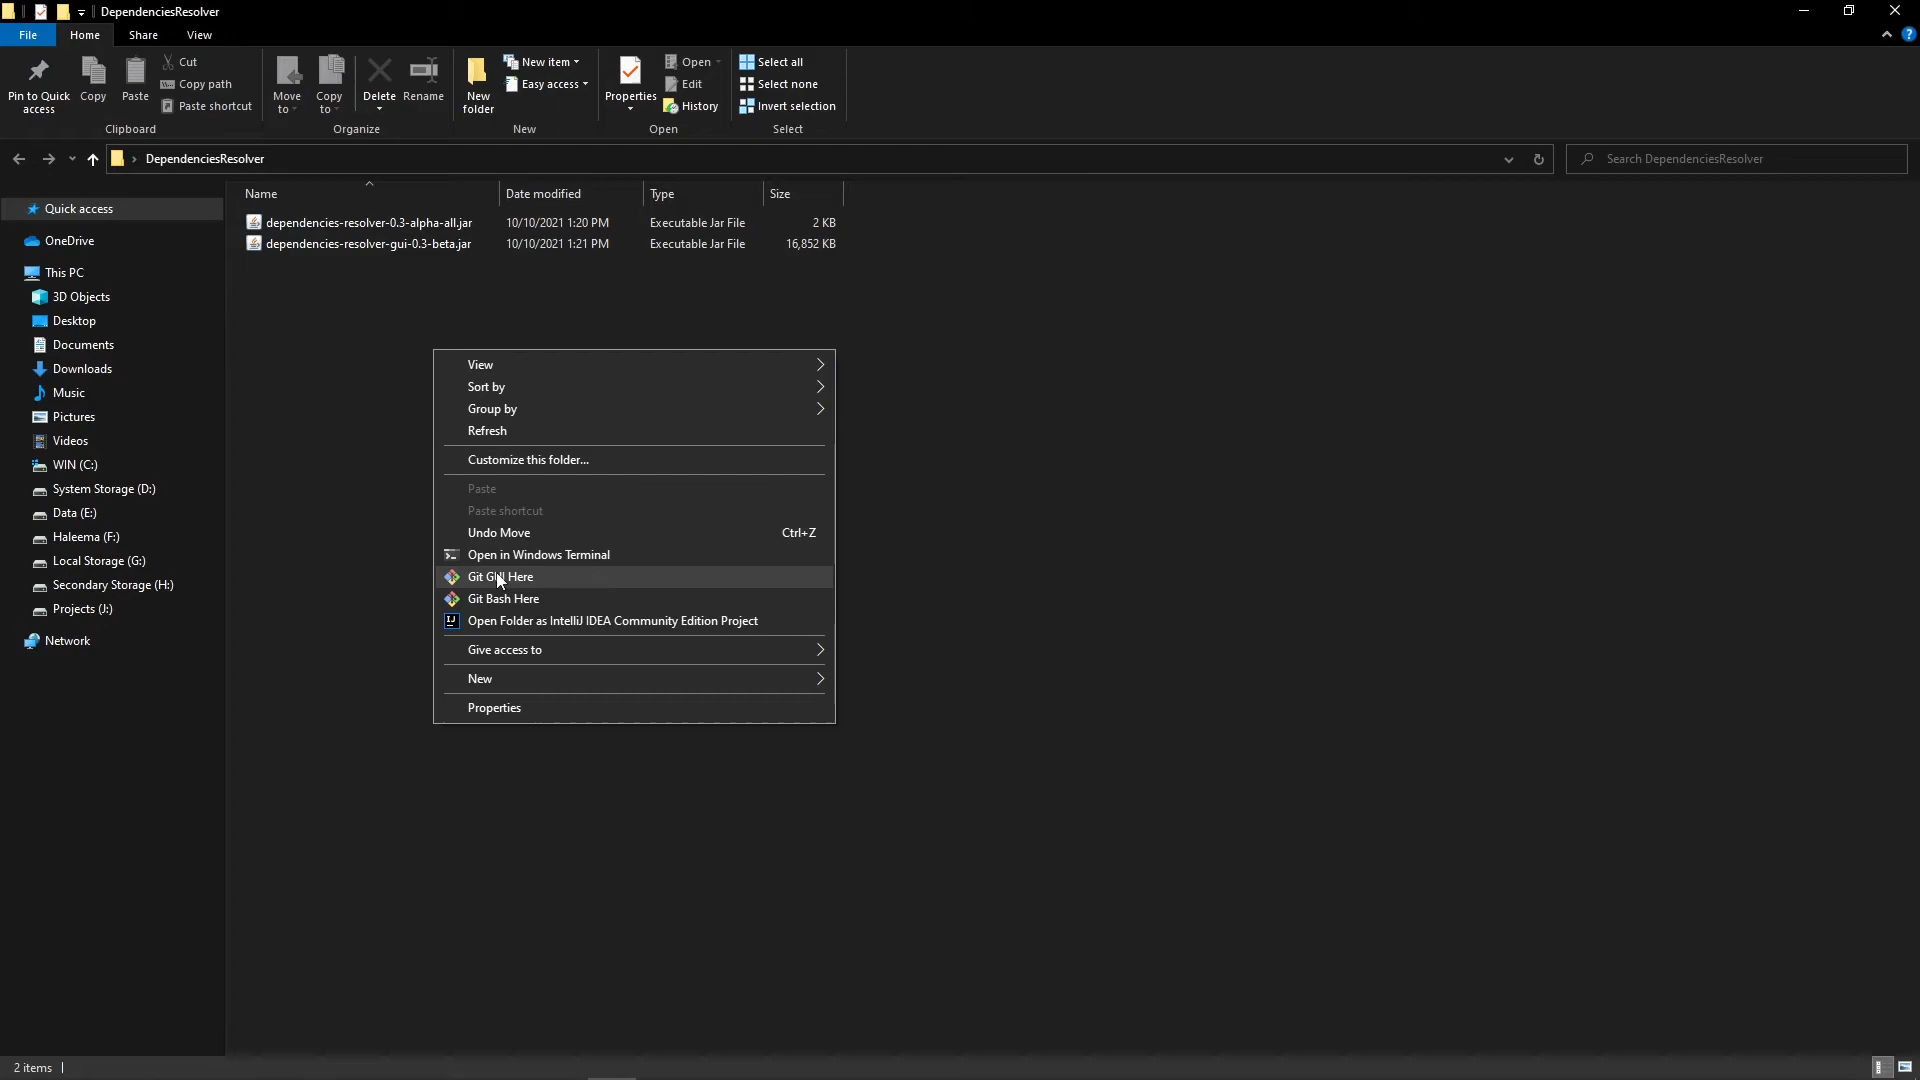 DependenciesResolver
File Home Share View
Pin to Quick access
Copy
Paste
Cut
Copy path
Paste shortcut
Clipboard
Move to
Copy to
Delete
Rename
Organize
New folder
New item
Easy access
New
Properties
Open
Edit
History
Open
Select all
Select none
Invert selection
Select
DependenciesResolver
Search DependenciesResolver
Name Date modified Type Size
dependencies-resolver-0.3-alpha-all.jar 10/10/2021 1:20 PM Executable Jar File 2 KB
dependencies-resolver-gui-0.3-beta.jar 10/10/2021 1:21 PM Executable Jar File 16,852 KB
Quick access
OneDrive
This PC
3D Objects
Desktop
Documents
Downloads
Music
Pictures
Videos
WIN (C:)
System Storage (D:)
Data (E:)
Haleema (F:)
Local Storage (G:)
Secondary Storage (H:)
Projects (J:)
Network
View
Sort by
Group by
Refresh
Customize this folder...
Paste
Paste shortcut
Undo Move Ctrl+Z
Open in Windows Terminal
Git GUI Here
Git Bash Here
Open Folder as IntelliJ IDEA Community Edition Project
Give access to
New
Properties
2 items